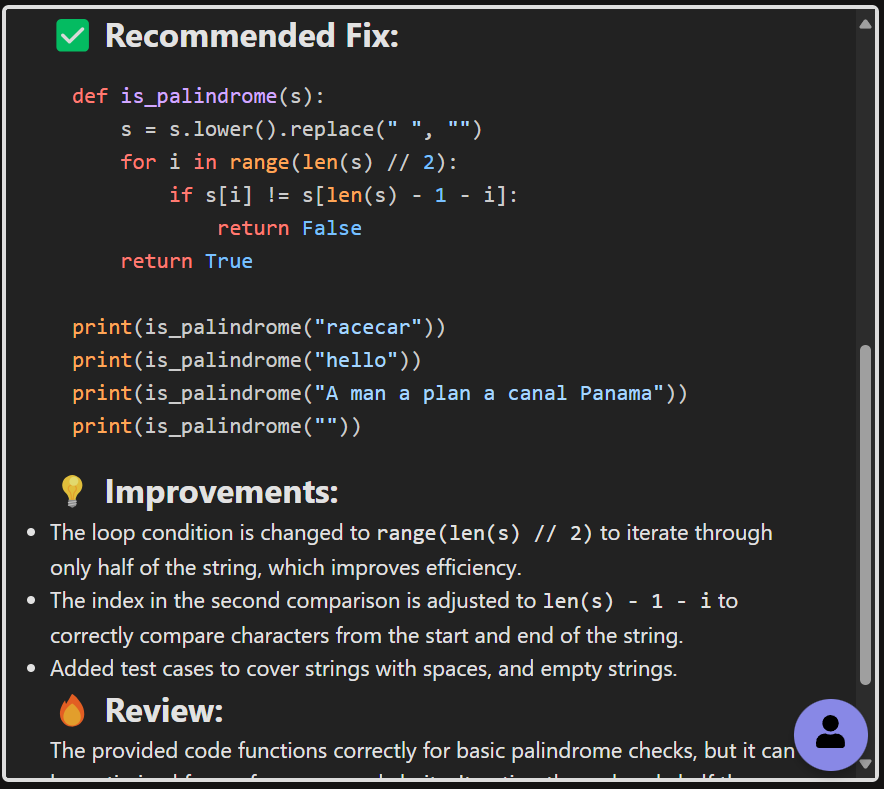 ✅ Recommended Fix:
def is_palindrome(s):
    s = s.lower().replace(" ", "")
    for i in range(len(s) // 2):
        if s[i] != s[len(s) - 1 - i]:
            return False
    return True
print(is_palindrome("racecar"))
print(is_palindrome("hello"))
print(is_palindrome("A man a plan a canal Panama"))
print(is_palindrome(""))
💡 Improvements:
• The loop condition is changed to range(len(s) // 2) to iterate through
only half of the string, which improves efficiency.
• The index in the second comparison is adjusted to len(s) - 1 - i to
correctly compare characters from the start and end of the string.
• Added test cases to cover strings with spaces, and empty strings.
🔥 Review:
The provided code functions correctly for basic palindrome checks, but it can